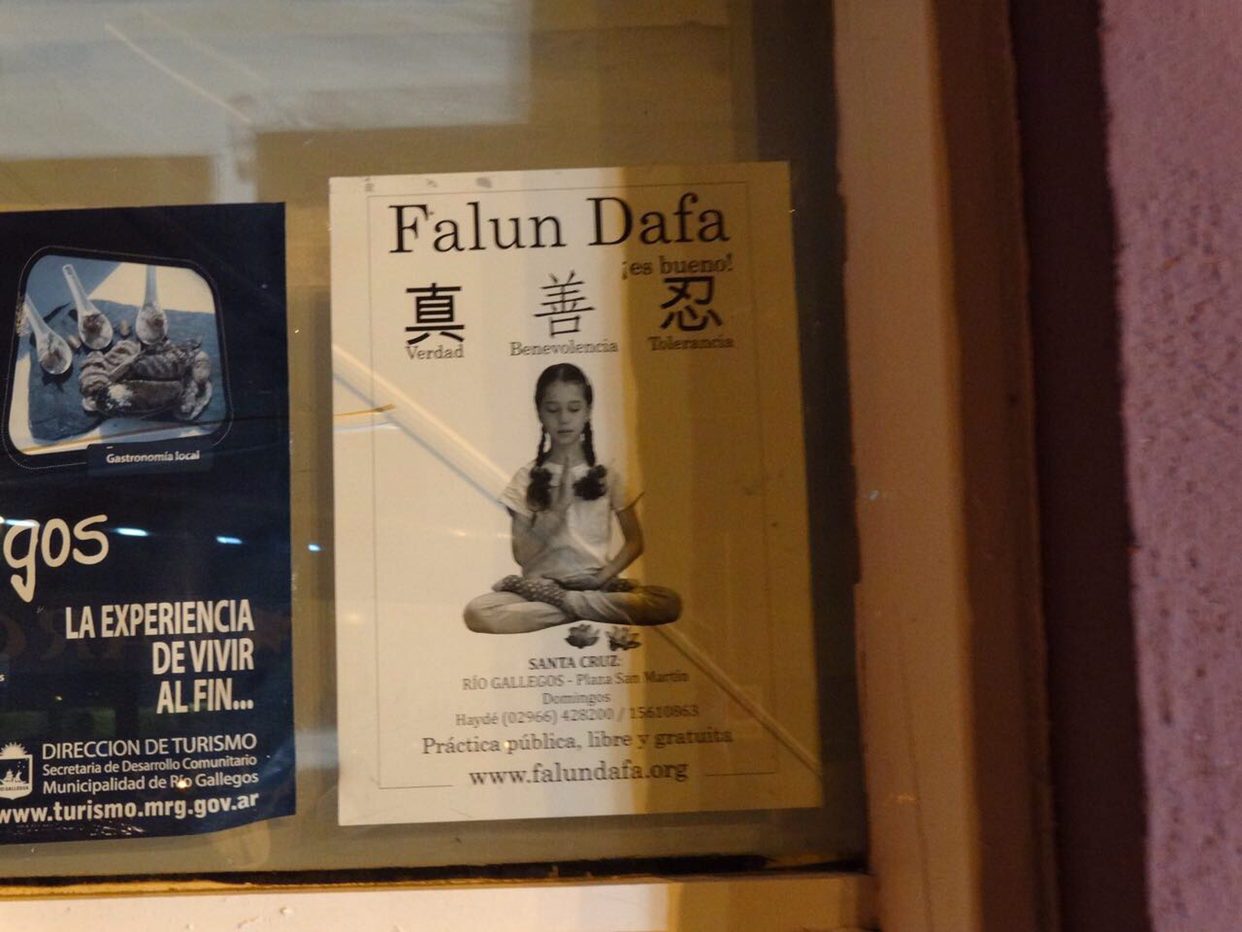 Gastronomía local
gos
LA EXPERIENCIA
DE VIVIR
AL FIN...
DIRECCION DE TURISMO
Secretaria de Desarrollo Comunitario
Municipalidad de Río Gallegos
www.turismo.mrg.gov.ar
Falun Dafa
¡es bueno!
真 善 忍
Verdad Benevolencia Tolerancia
SANTA CRUZ:
RÍO GALLEGOS - Plaza San Martín
Domingos
Haydé (02966) 428200 / 15610863
Práctica pública, libre y gratuita
www.falundafa.org